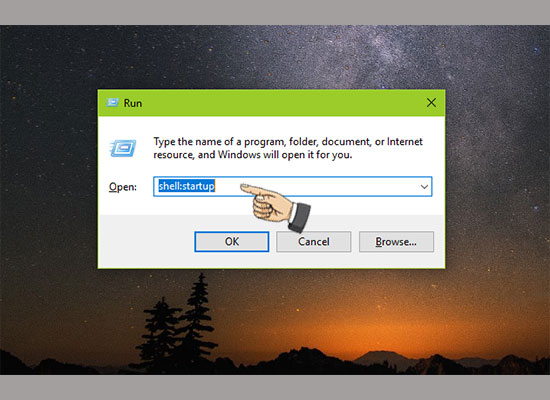 Run
Type the name of a program, folder, document, or Internet
resource, and Windows will open it for you.
Open: shell:startup
OK Cancel Browse...